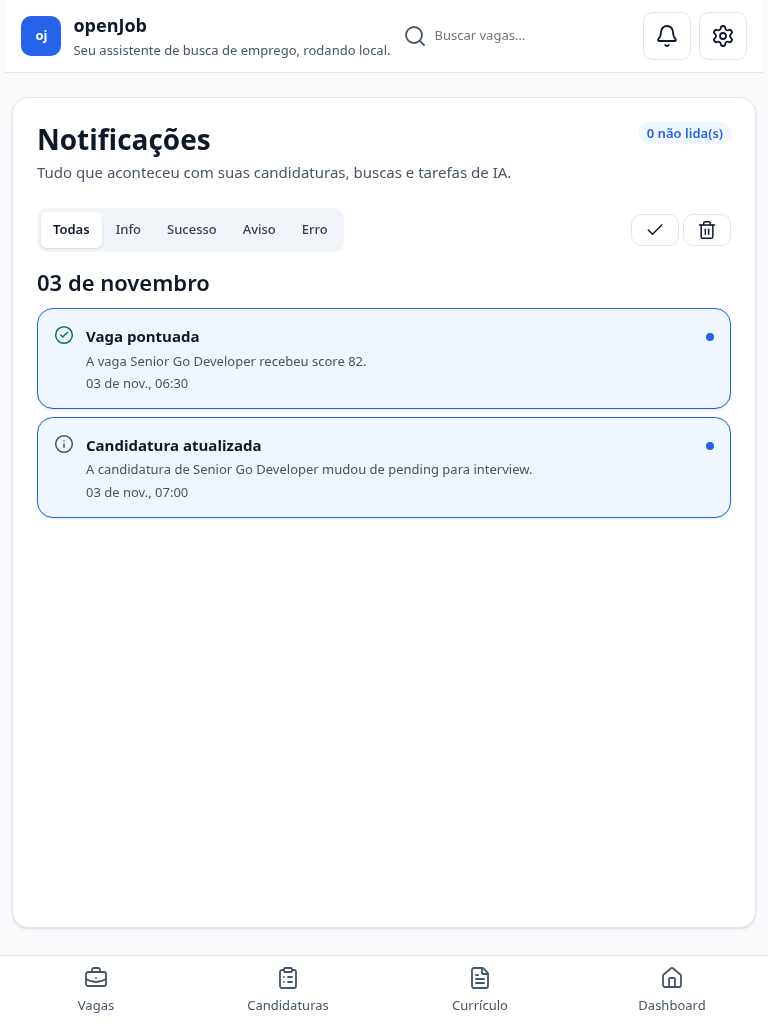 oj
openJob
Seu assistente de busca de emprego, rodando local.
Buscar vagas...
Notificações
0 não lida(s)
Tudo que aconteceu com suas candidaturas, buscas e tarefas de IA.
Todas Info Sucesso Aviso Erro
03 de novembro
Vaga pontuada
A vaga Senior Go Developer recebeu score 82.
03 de nov., 06:30
Candidatura atualizada
A candidatura de Senior Go Developer mudou de pending para interview.
03 de nov., 07:00
Vagas Candidaturas Currículo Dashboard